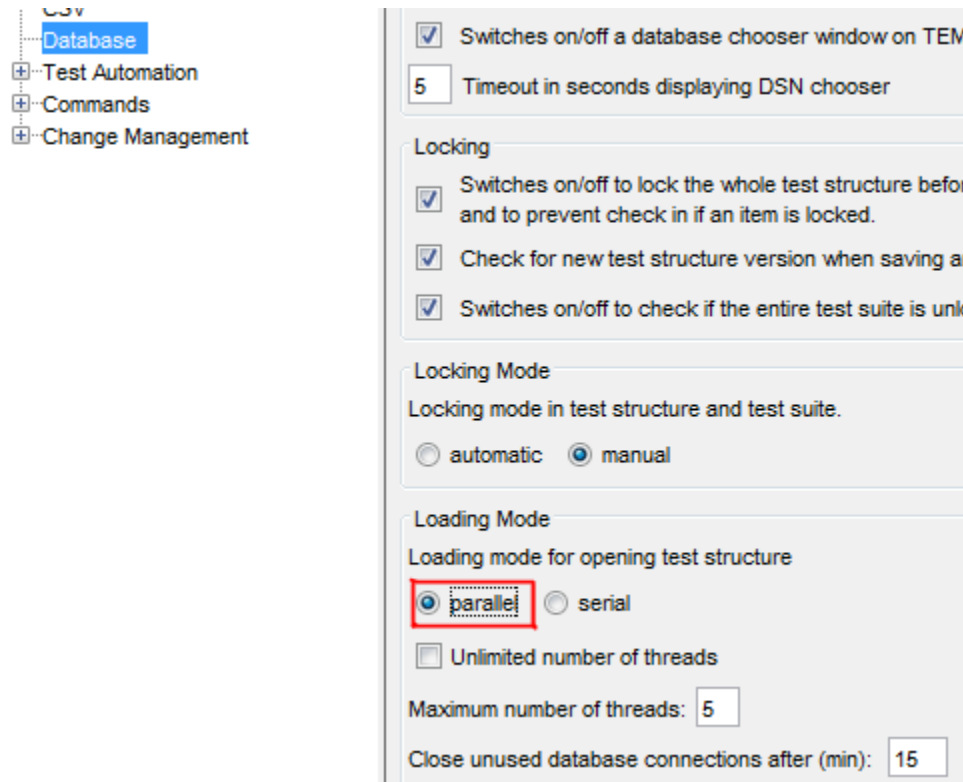 CSV
Database
Test Automation
Commands
Change Management
Switches on/off a database chooser window on TEM
5 Timeout in seconds displaying DSN chooser
Locking
Switches on/off to lock the whole test structure
and to prevent check in if an item is locked.
Check for new test structure version when saving
Switches on/off to check if the entire test suite is
Locking Mode
Locking mode in test structure and test suite.
automatic manual
Loading Mode
Loading mode for opening test structure
parallel serial
Unlimited number of threads
Maximum number of threads: 5
Close unused database connections after (min): 15